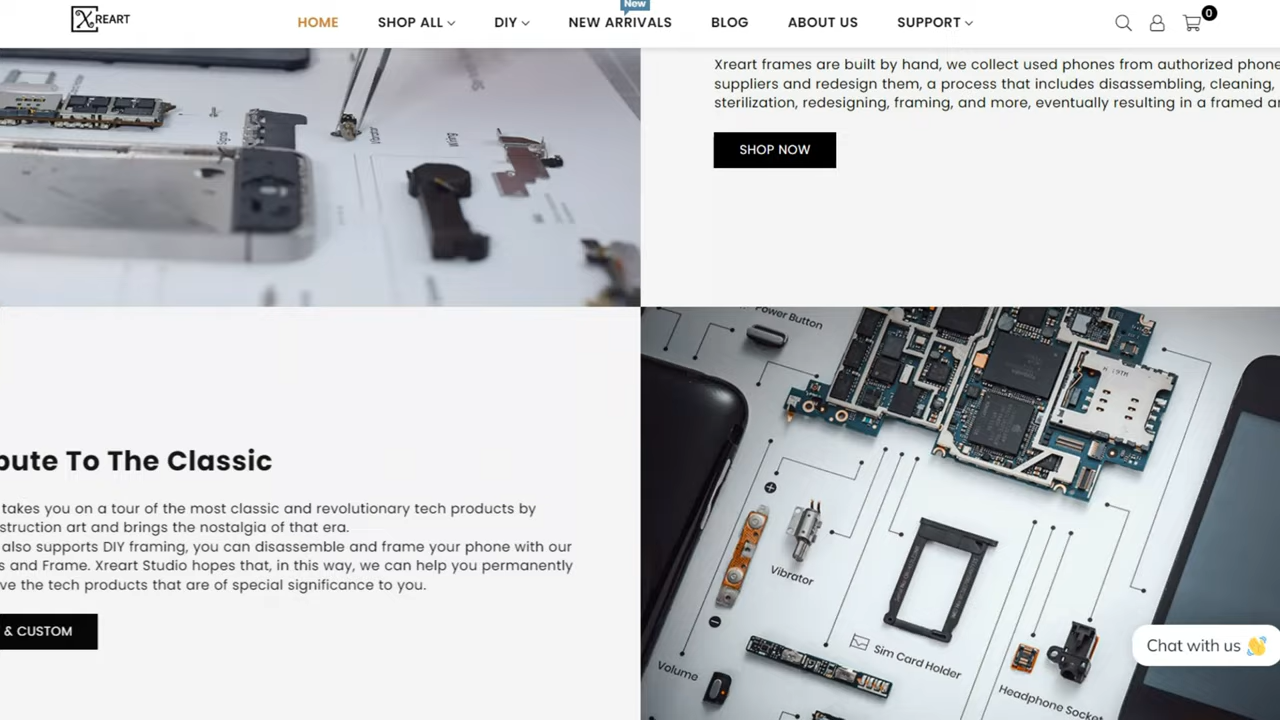 XREART
HOME
SHOP ALL
DIY
New
NEW ARRIVALS
BLOG
ABOUT US
SUPPORT
0
Xreart frames are built by hand, we collect used phones from authorized phone
suppliers and redesign them, a process that includes disassembling, cleaning,
sterilization, redesigning, framing, and more, eventually resulting in a framed
SHOP NOW
Vibrator
Power Button
bute To The Classic
takes you on a tour of the most classic and revolutionary tech products by
struction art and brings the nostalgia of that era.
also supports DIY framing, you can disassemble and frame your phone with our
s and Frame. Xreart Studio hopes that, in this way, we can help you permanently
ve the tech products that are of special significance to you.
& CUSTOM
Vibrator
Sim Card Holder
Volume
Headphone Socke
Chat with us 👋